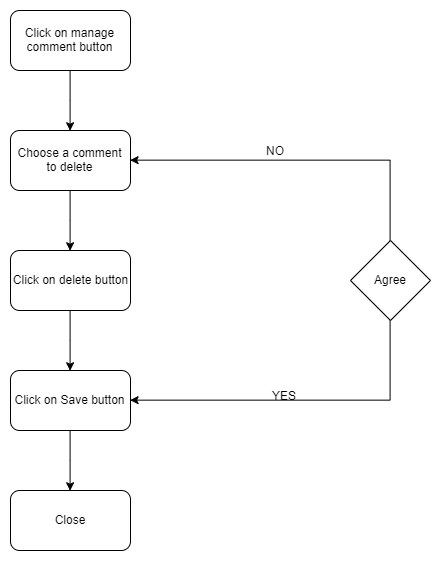 Click on manage
comment button
Choose a comment
to delete
NO
Click on delete button
Agree
Click on Save button
YES
Close